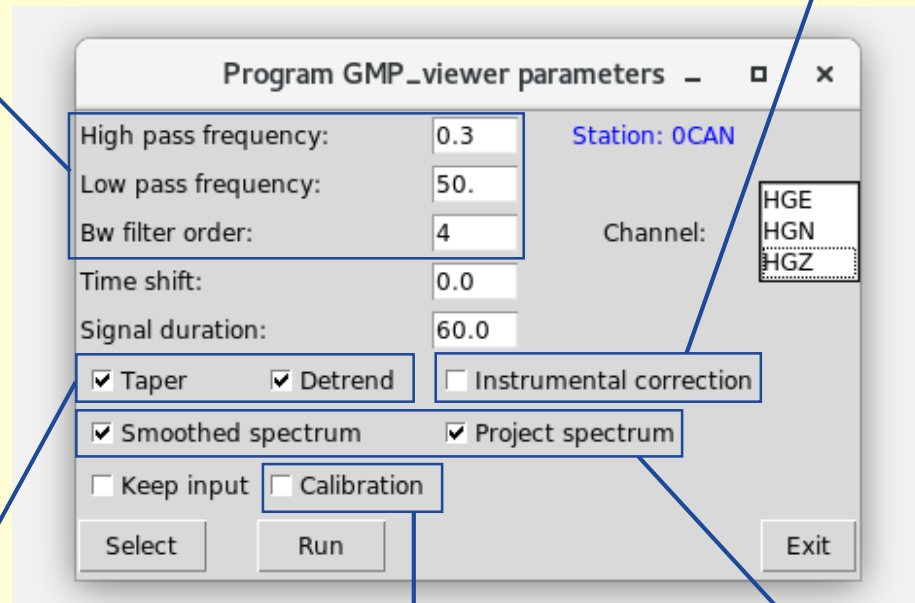 Program GMP_viewer parameters
High pass frequency: 0.3 Station: 0CAN
Low pass frequency: 50.
HGE
Bw filter order: 4 Channel: HGN
HGZ
Time shift: 0.0
Signal duration: 60.0
Taper Detrend Instrumental correction
Smoothed spectrum Project spectrum
Keep input Calibration
Select Run Exit